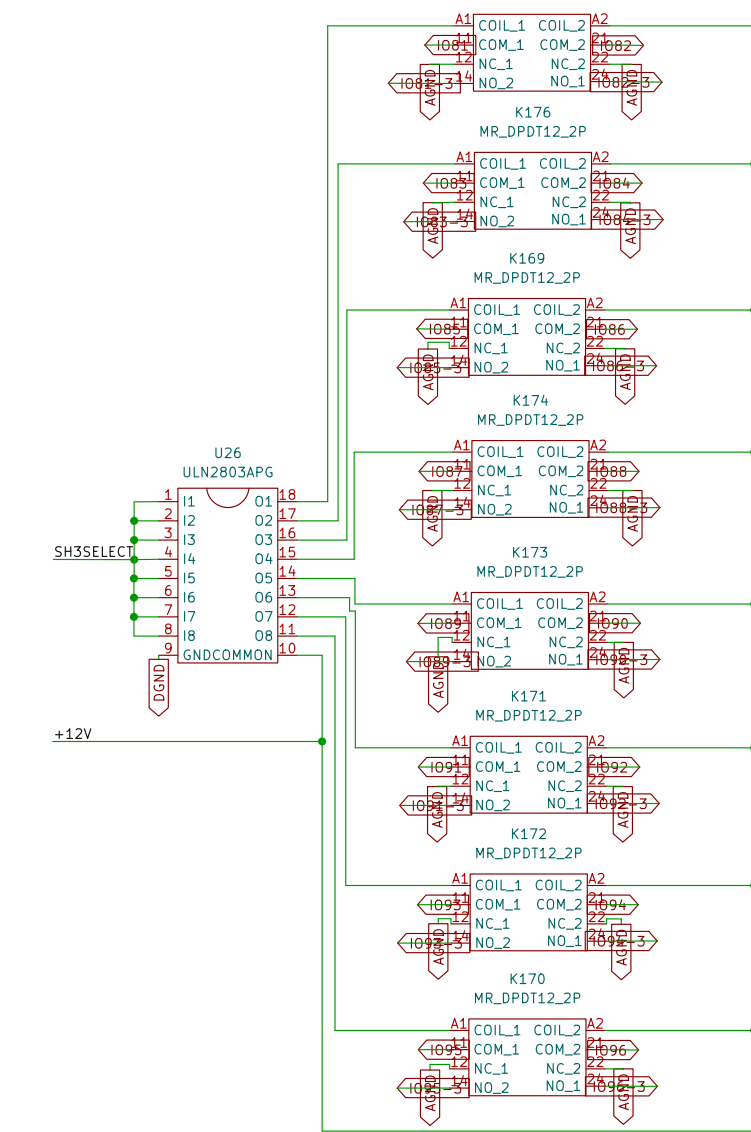 A1 COIL_1 COIL_2 A2
IO81 11 COM_1 COM_2 21 IO82
12 NC_1 NC_2 22
IO81-3 14 NO_2 NO_1 24 IO82-3
AGND AGND
K176
MR_DPDT12_2P
A1 COIL_1 COIL_2 A2
IO83 11 COM_1 COM_2 21 IO84
12 NC_1 NC_2 22
IO83-3 14 NO_2 NO_1 24 IO84-3
AGND AGND
K169
MR_DPDT12_2P
A1 COIL_1 COIL_2 A2
IO85 11 COM_1 COM_2 21 IO86
12 NC_1 NC_2 22
IO85-3 14 NO_2 NO_1 24 IO86-3
AGND AGND
K174
MR_DPDT12_2P
A1 COIL_1 COIL_2 A2
IO87 11 COM_1 COM_2 21 IO88
12 NC_1 NC_2 22
IO87-3 14 NO_2 NO_1 24 IO88-3
AGND AGND
U26
ULN2803APG
1 I1 O1 18
2 I2 O2 17
3 I3 O3 16
SH3SELECT 4 I4 O4 15
5 I5 O5 14
6 I6 O6 13
7 I7 O7 12
8 I8 O8 11
9 GNDCOMMON 10
DGND
+12V
K173
MR_DPDT12_2P
A1 COIL_1 COIL_2 A2
IO89 11 COM_1 COM_2 21 IO90
12 NC_1 NC_2 22
IO89-3 14 NO_2 NO_1 24
AGND AGND
K171
MR_DPDT12_2P
A1 COIL_1 COIL_2 A2
IO91 11 COM_1 COM_2 21 IO92
12 NC_1 NC_2 22
IO91-3 14 NO_2 NO_1 24 IO92-3
AGND AGND
K172
MR_DPDT12_2P
A1 COIL_1 COIL_2 A2
IO93 11 COM_1 COM_2 21 IO94
12 NC_1 NC_2 22
IO93-3 14 NO_2 NO_1 24 IO94-3
AGND AGND
K170
MR_DPDT12_2P
A1 COIL_1 COIL_2 A2
IO95 11 COM_1 COM_2 21 IO96
12 NC_1 NC_2 22
IO95-3 14 NO_2 NO_1 24 IO96-3
AGND AGND